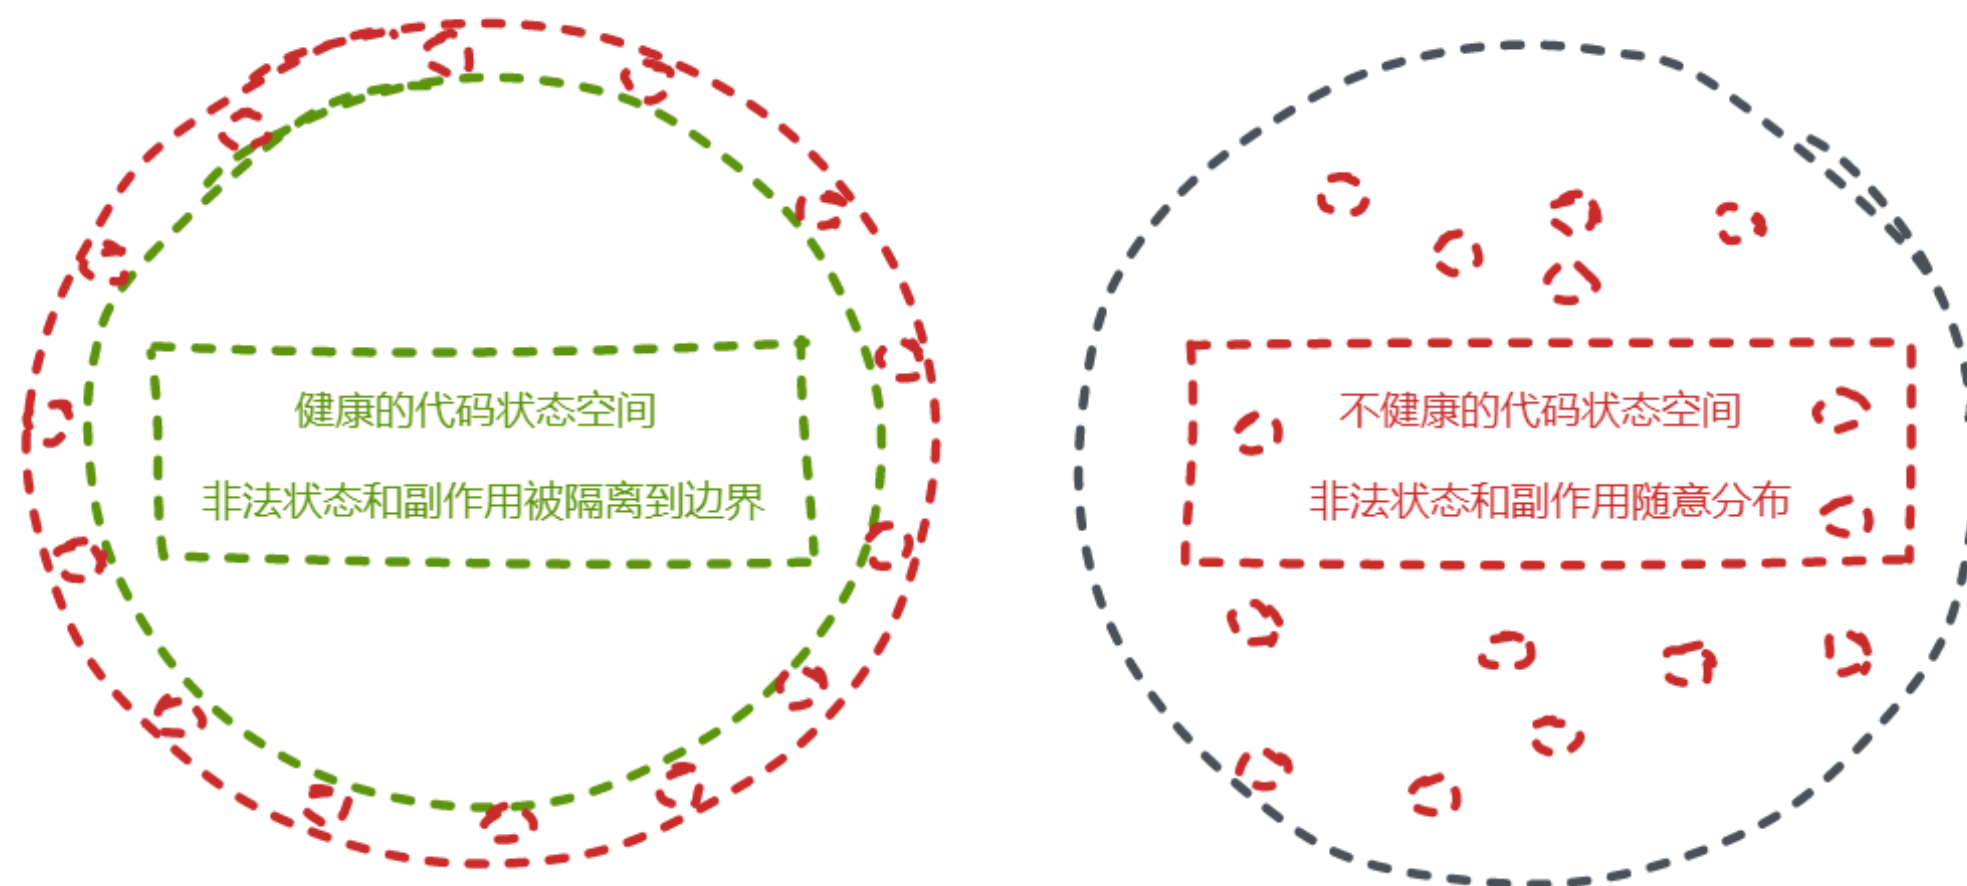 健康的代码状态空间
非法状态和副作用被隔离到边界
不健康的代码状态空间
非法状态和副作用随意分布